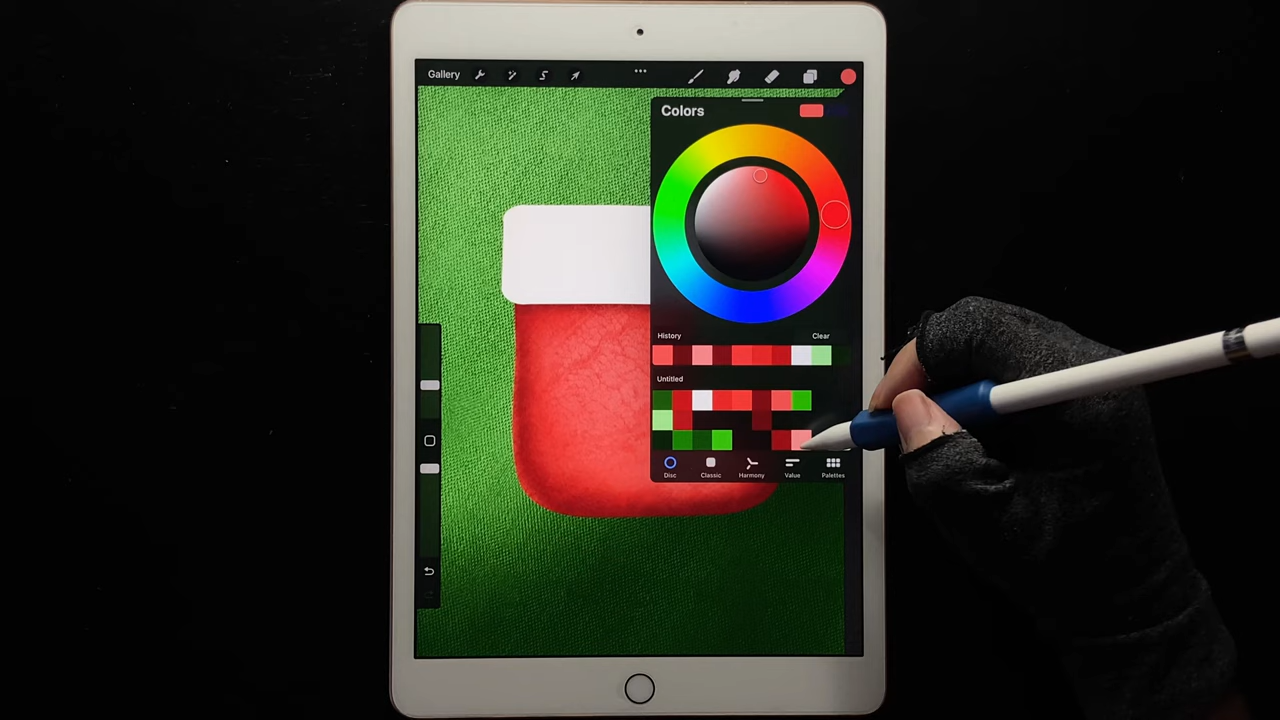 Gallery
Colors
History Clear
Untitled
Disc Classic Harmony Value Palettes